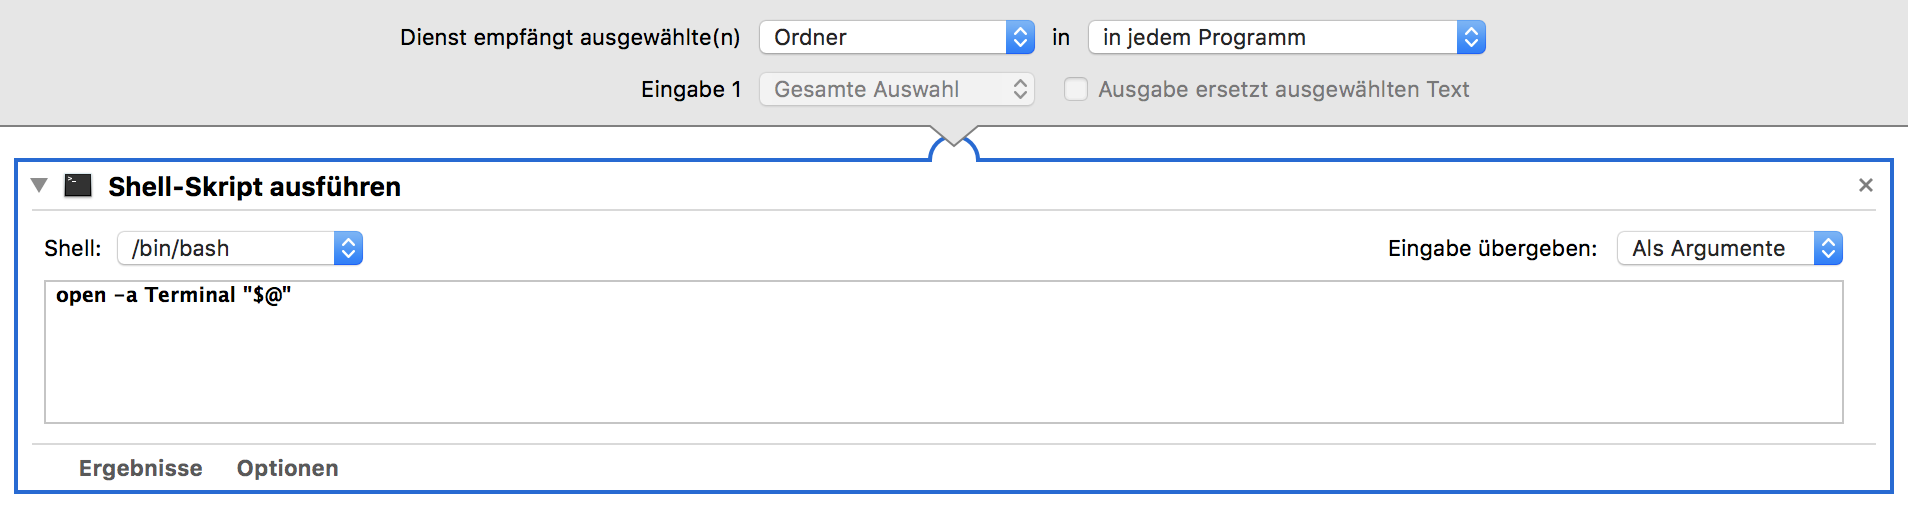 Dienst empfängt ausgewählte(n) Ordner in in jedem Programm
Eingabe 1 Gesamte Auswahl Ausgabe ersetzt ausgewählten Text
>_ Shell-Skript ausführen
Shell: /bin/bash Eingabe übergeben: Als Argumente
open -a Terminal "$@"
Ergebnisse Optionen